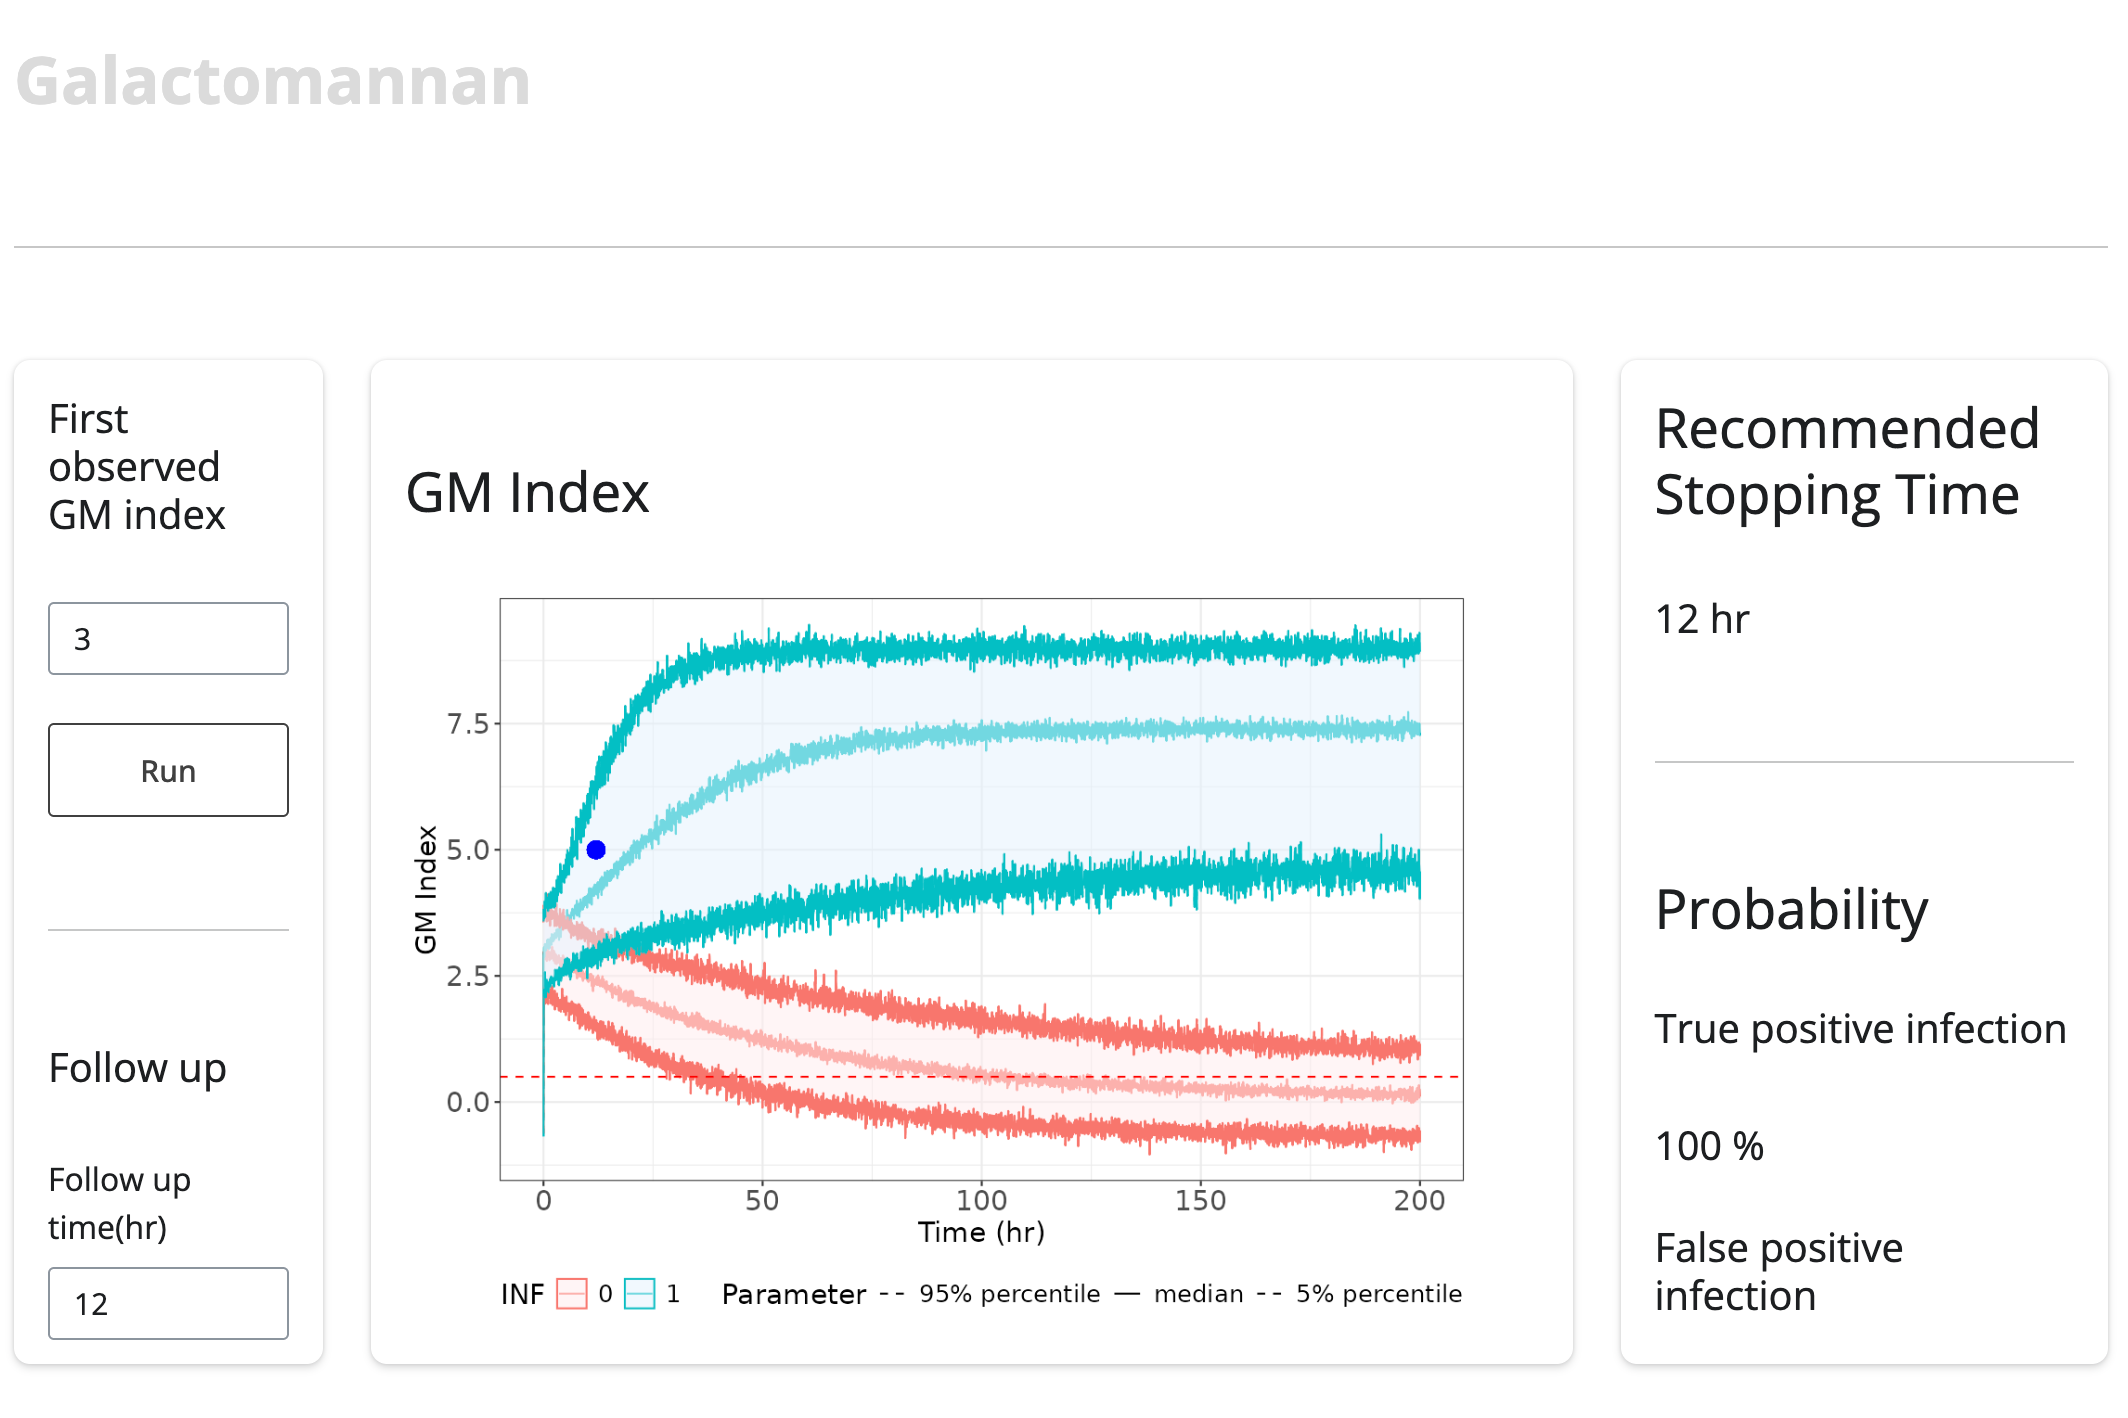 Galactomannan
First
observed
GM index
3
Run
Follow up
Follow up
time(hr)
12
GM Index
GM Index
7.5
5.0
2.5
0.0
0 50 100 150 200
Time (hr)
INF 0 1 Parameter 95% percentile median 5% percentile
Recommended
Stopping Time
12 hr
Probability
True positive infection
100 %
False positive
infection